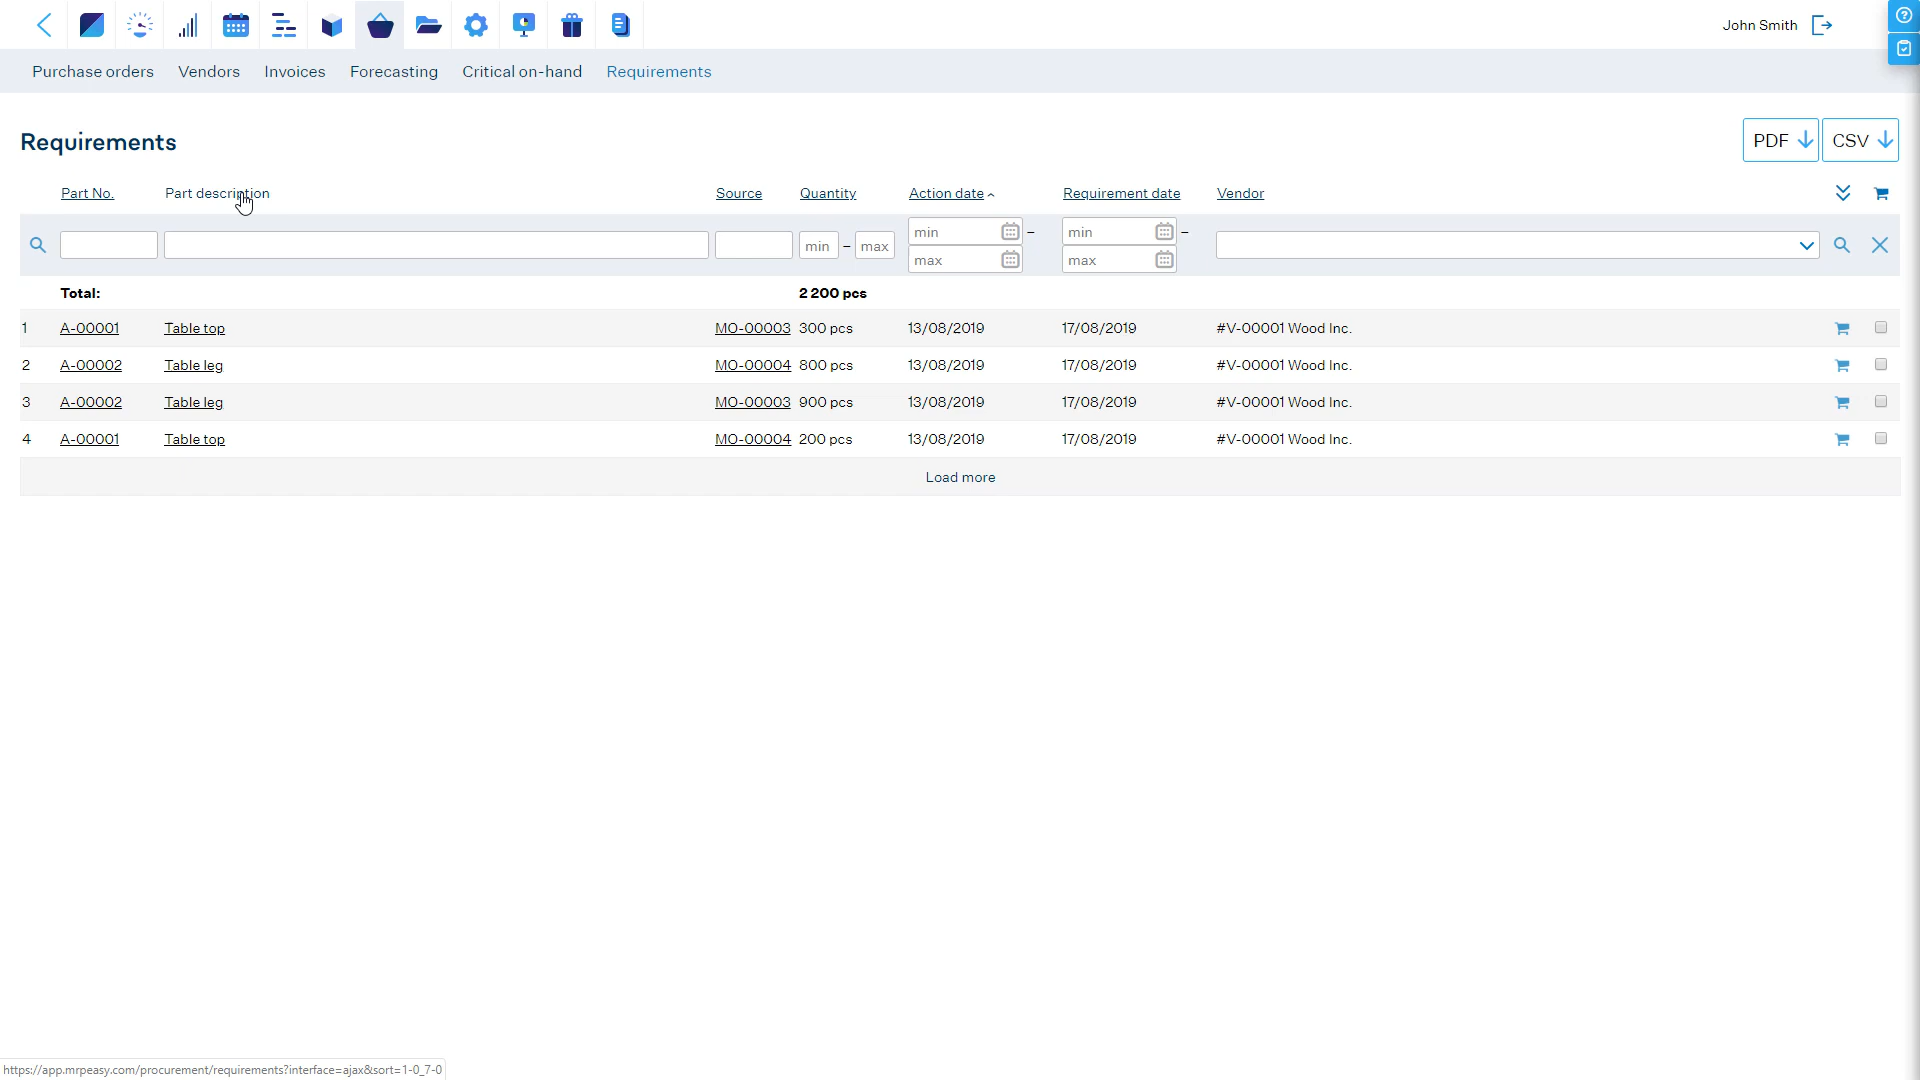 John Smith
Purchase orders Vendors Invoices Forecasting Critical on-hand Requirements
Requirements
PDF CSV
Part No. Part description Source Quantity Action date Requirement date Vendor
min – max min – min –
max max
Total: 2 200 pcs
1 A-00001 Table top MO-00003 300 pcs 13/08/2019 17/08/2019 #V-00001 Wood Inc.
2 A-00002 Table leg MO-00004 800 pcs 13/08/2019 17/08/2019 #V-00001 Wood Inc.
3 A-00002 Table leg MO-00003 900 pcs 13/08/2019 17/08/2019 #V-00001 Wood Inc.
4 A-00001 Table top MO-00004 200 pcs 13/08/2019 17/08/2019 #V-00001 Wood Inc.
Load more
https://app.mrpeasy.com/procurement/requirements?interface=ajax&sort=1-0_7-0